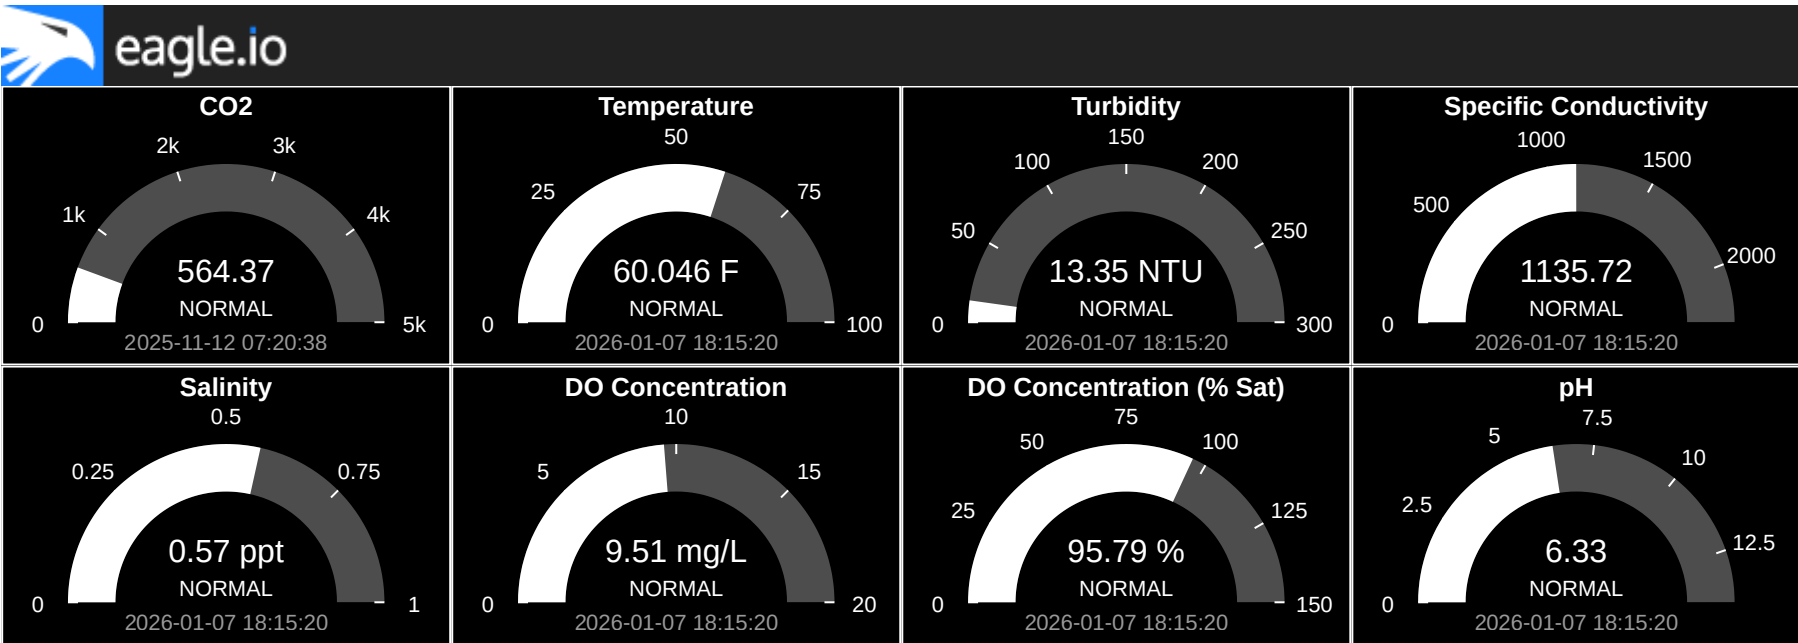 eagle.io
CO2
2k
3k
1k
4k
564.37
NORMAL
0
5k
2025-11-12 07:20:38
Temperature
50
25
75
60.046 F
NORMAL
0
100
2026-01-07 18:15:20
Turbidity
150
100
200
50
250
13.35 NTU
NORMAL
0
300
2026-01-07 18:15:20
Specific Conductivity
1000
1500
500
2000
1135.72
NORMAL
0
2026-01-07 18:15:20
Salinity
0.5
0.25
0.75
0.57 ppt
NORMAL
0
1
2026-01-07 18:15:20
DO Concentration
10
5
15
9.51 mg/L
NORMAL
0
20
2026-01-07 18:15:20
DO Concentration (% Sat)
75
50
100
25
125
95.79 %
NORMAL
0
150
2026-01-07 18:15:20
pH
7.5
5
10
2.5
12.5
6.33
NORMAL
0
2026-01-07 18:15:20